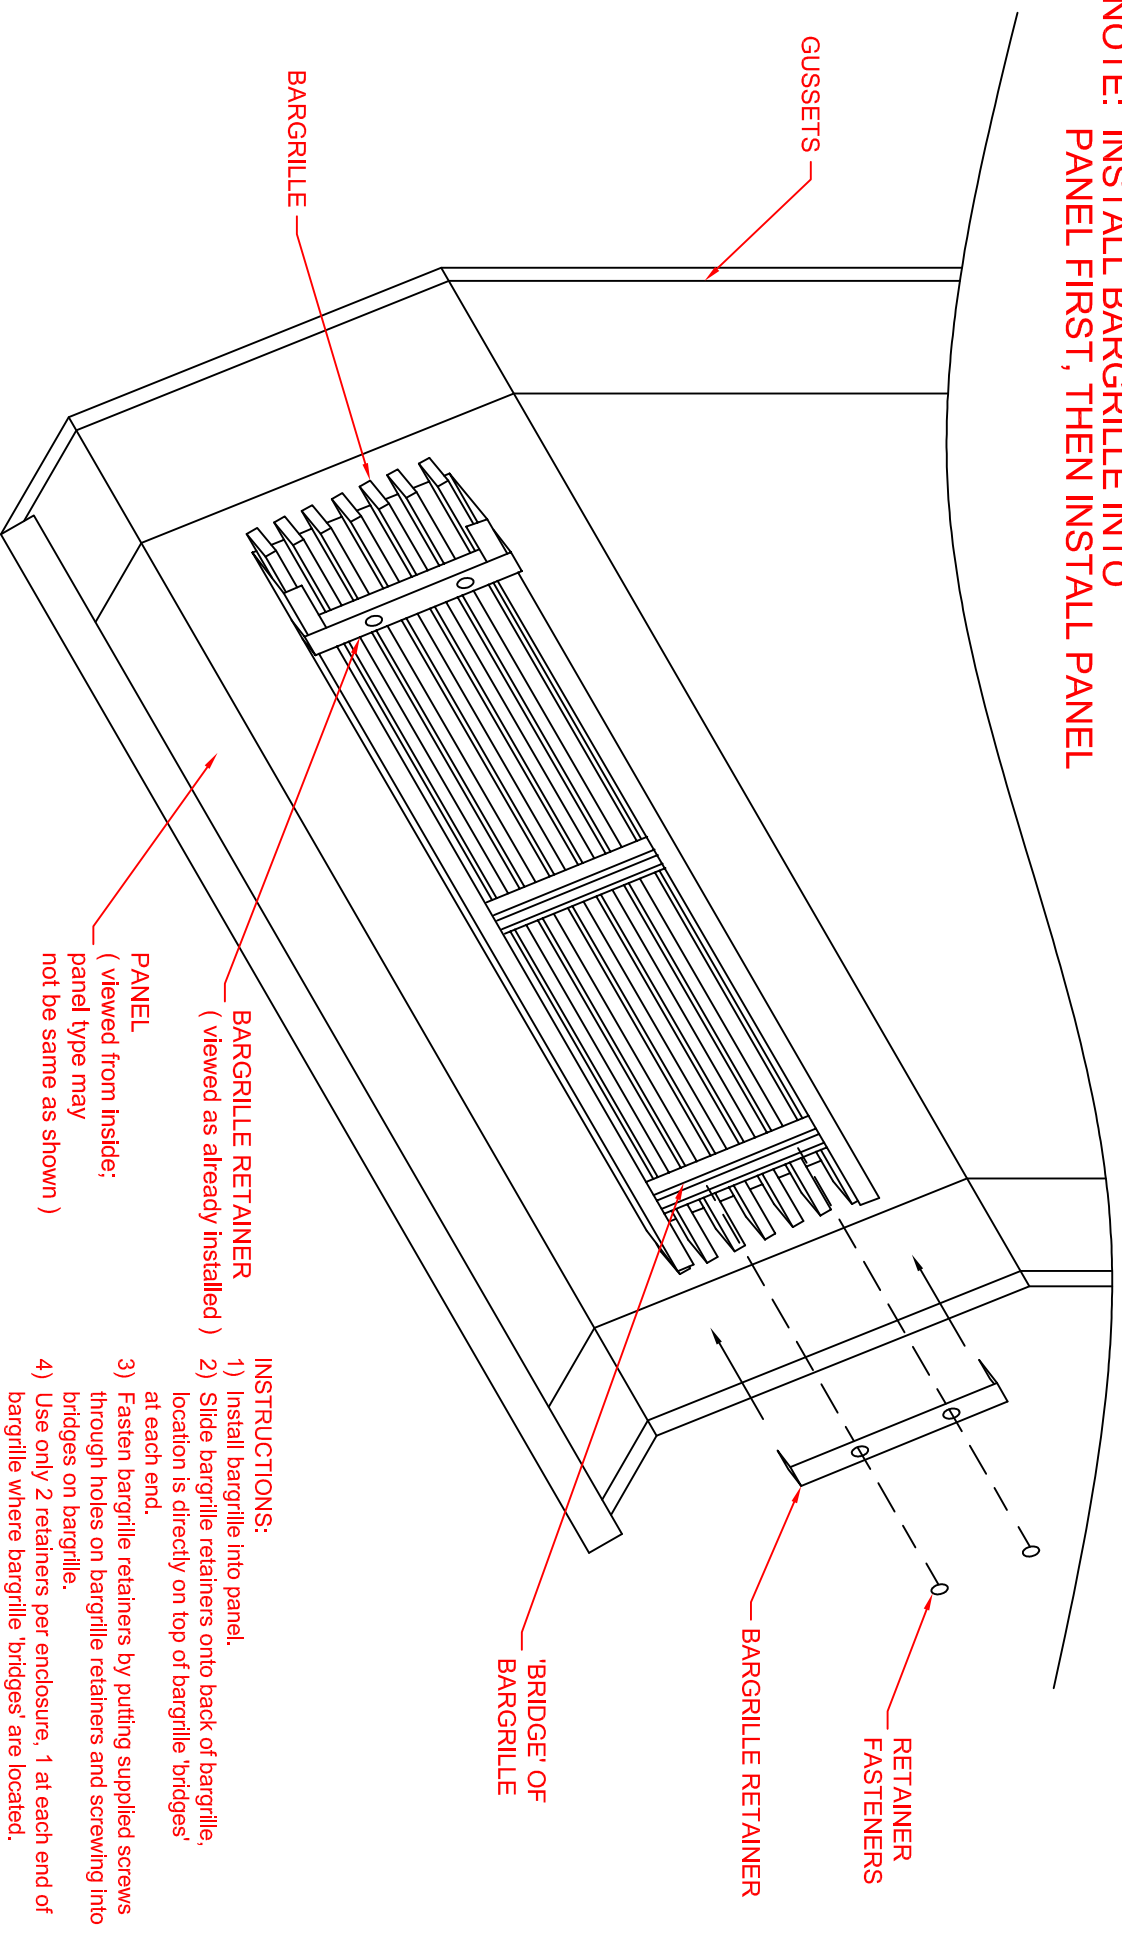 NOTE: INSTALL BARGRILLE INTO
PANEL FIRST, THEN INSTALL PANEL
GUSSETS
BARGRILLE
RETAINER
FASTENERS
BARGRILLE RETAINER
'BRIDGE' OF
BARGRILLE
BARGRILLE RETAINER
( viewed as already installed )
PANEL
( viewed from inside;
panel type may
not be same as shown )
INSTRUCTIONS:
1) Install bargrille into panel.
2) Slide bargrille retainers onto back of bargrille,
location is directly on top of bargrille 'bridges'
at each end.
3) Fasten bargrille retainers by putting supplied screws
through holes on bargrille retainers and screwing into
bridges on bargrille.
4) Use only 2 retainers per enclosure, 1 at each end of
bargrille where bargrille 'bridges' are located.